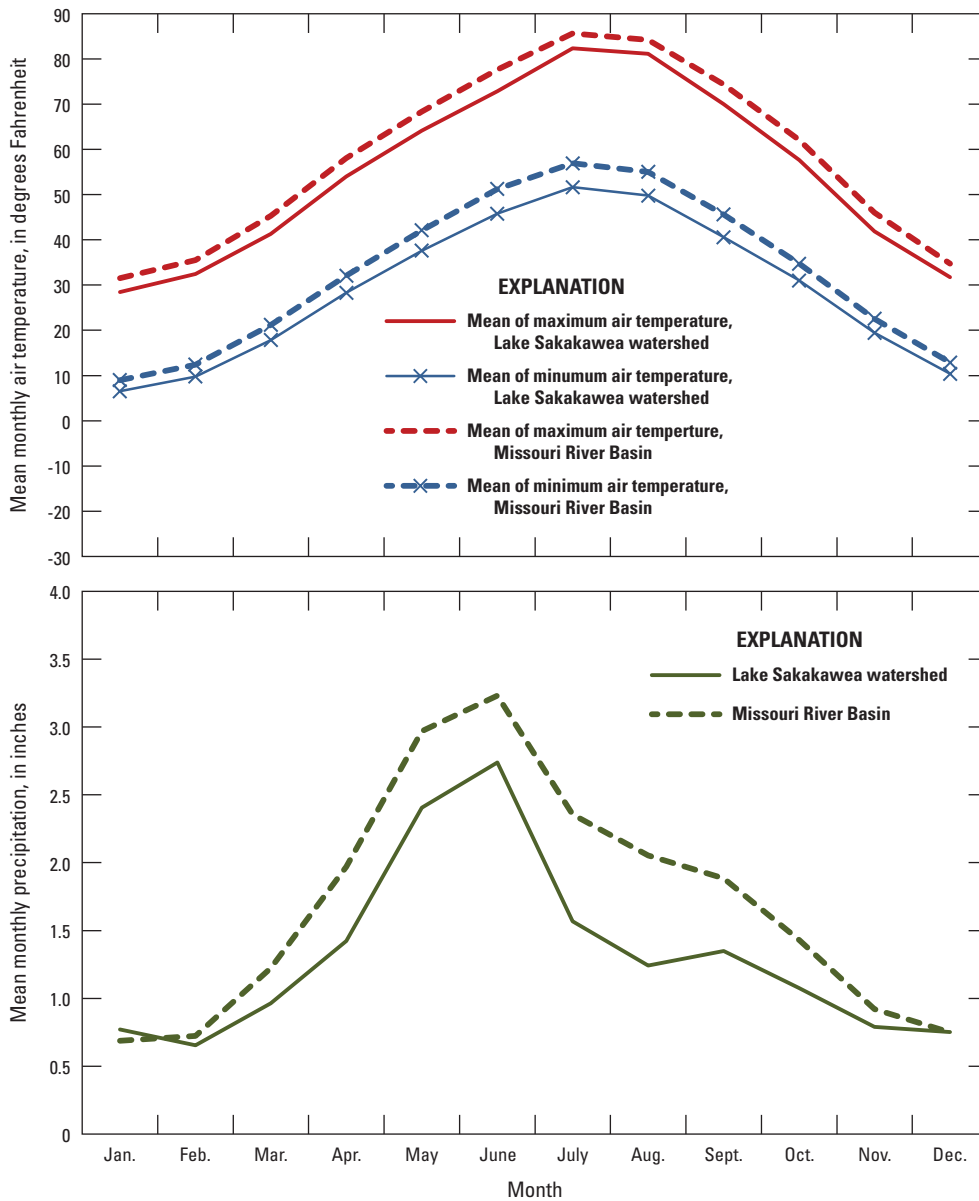 Mean monthly air temperature, in degrees Fahrenheit
90
80
70
60
50
40
30
20
10
0
-10
-20
-30
EXPLANATION
Mean of maximum air temperature,
Lake Sakakawea watershed
Mean of minumum air temperature,
Lake Sakakawea watershed
Mean of maximum air temperture,
Missouri River Basin
Mean of minimum air temperature,
Missouri River Basin
Mean monthly precipitation, in inches
4.0
3.5
3.0
2.5
2.0
1.5
1.0
0.5
0
EXPLANATION
Lake Sakakawea watershed
Missouri River Basin
Jan. Feb. Mar. Apr. May June July Aug. Sept. Oct. Nov. Dec.
Month